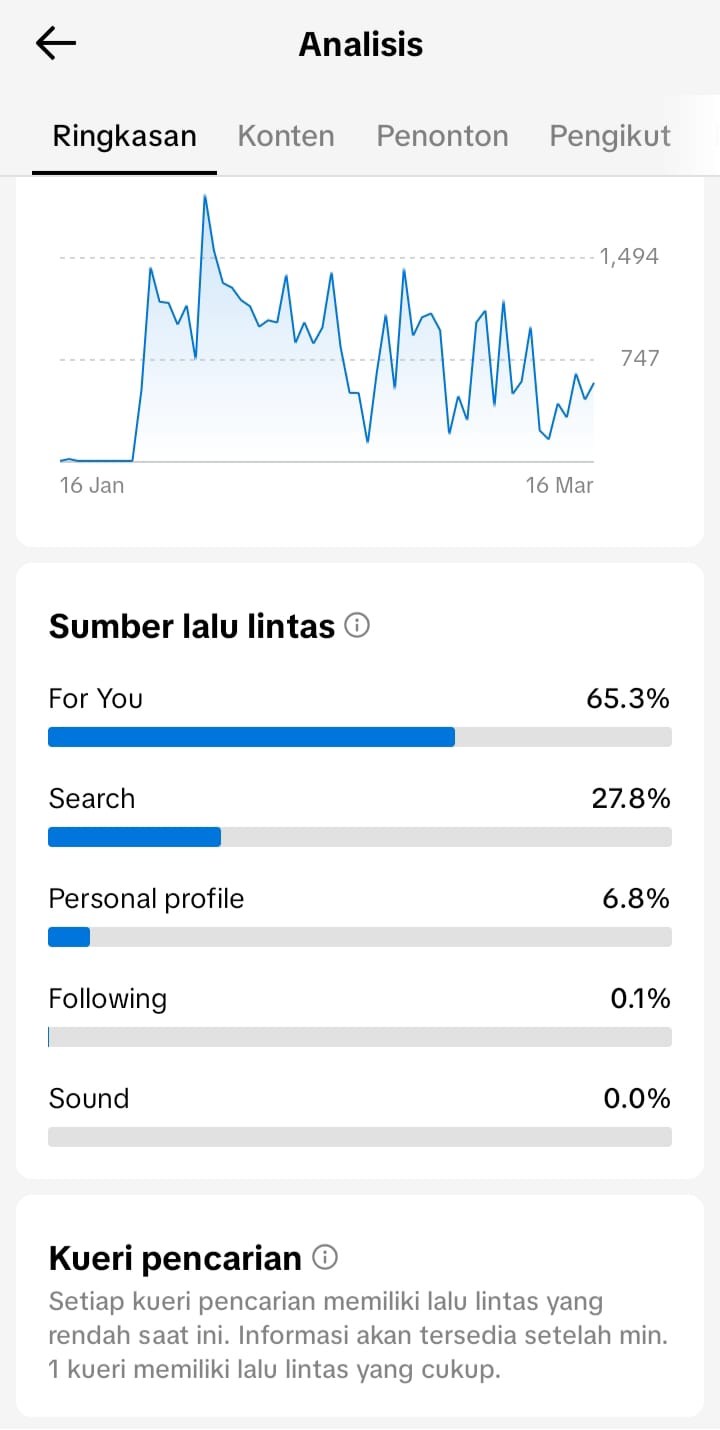 Analisis
Ringkasan Konten Penonton Pengikut
1,494
747
16 Jan 16 Mar
Sumber lalu lintas
For You 65.3%
Search 27.8%
Personal profile 6.8%
Following 0.1%
Sound 0.0%
Kueri pencarian
Setiap kueri pencarian memiliki lalu lintas yang
rendah saat ini. Informasi akan tersedia setelah min.
1 kueri memiliki lalu lintas yang cukup.